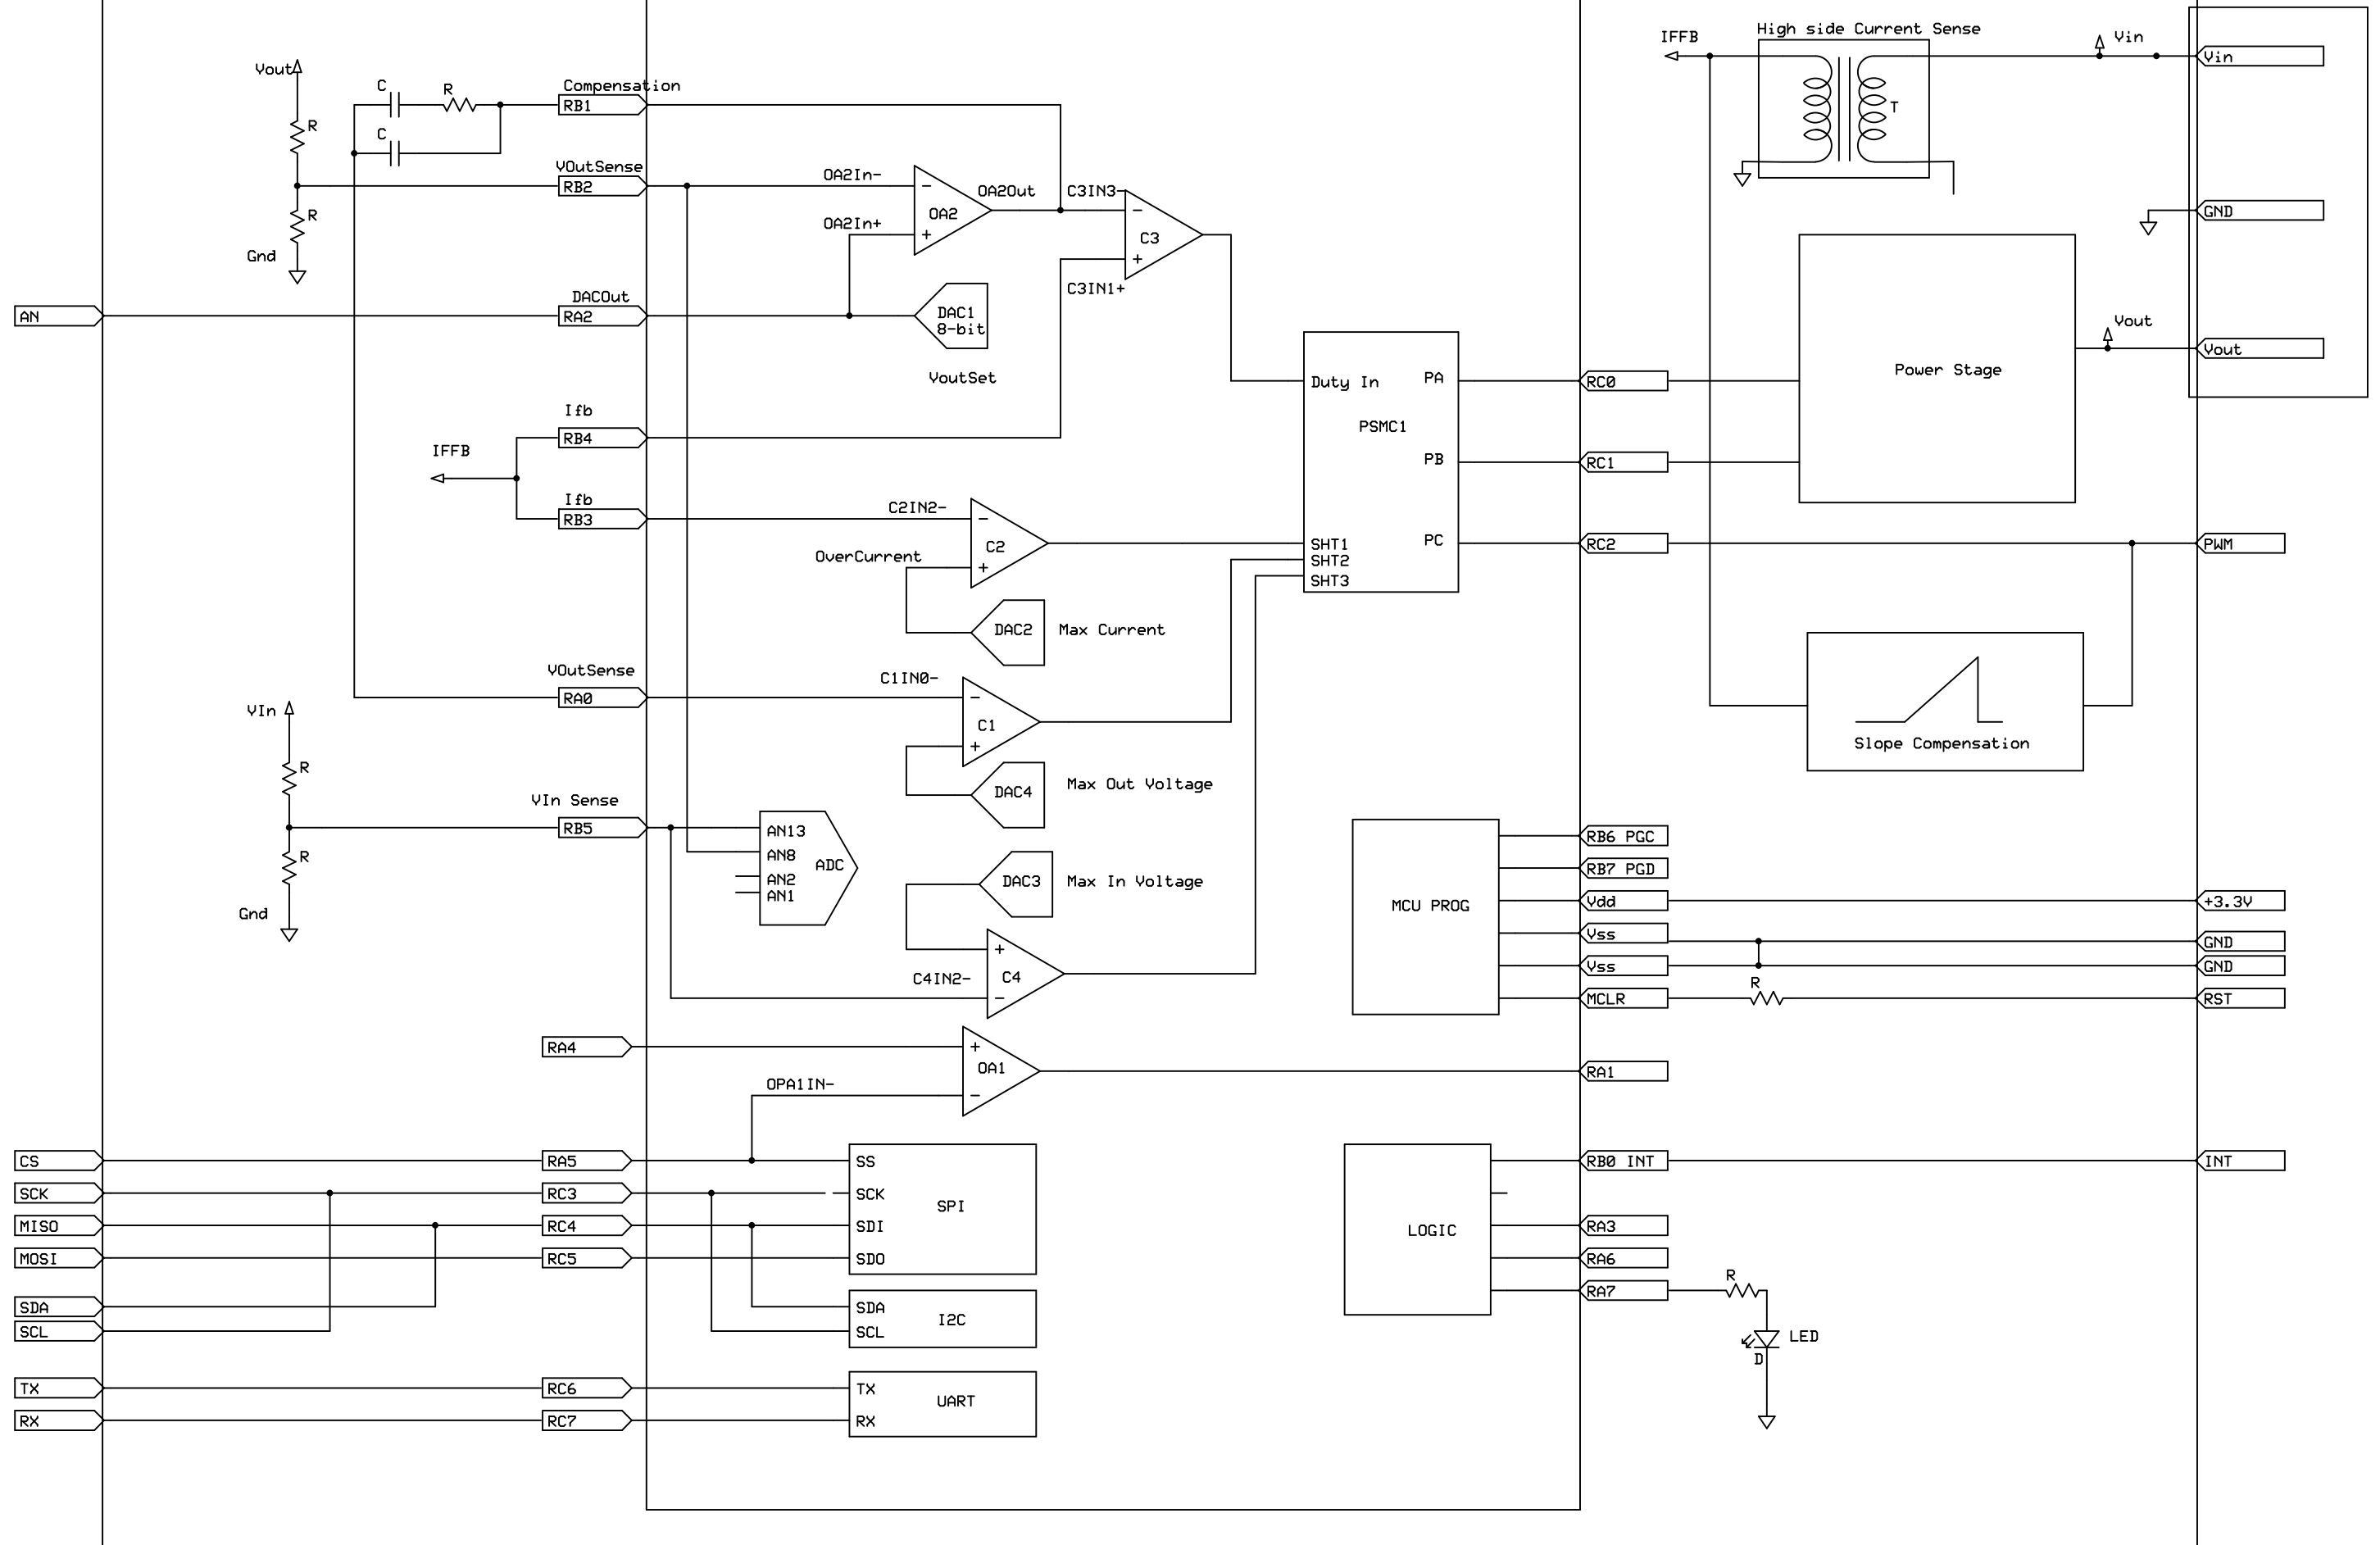 High side Current Sense
IFFB
Vin
Vin
T
Vout
C
R
Compensation
RB1
R
C
VOutSense
RB2
OA2In-
OA2Out
C3IN3-
-
OA2
-
C3
R
OA2In+
+
+
Gnd
C3IN1+
GND
DACOut
AN
RA2
DAC1
8-bit
VoutSet
Vout
Vout
Power Stage
Duty In
PA
RC0
PSMC1
Ifb
RB4
IFFB
PB
RC1
Ifb
RB3
C2IN2-
-
C2
+
OverCurrent
SHT1
SHT2
SHT3
PC
RC2
PWM
DAC2
Max Current
VOutSense
RA0
C1IN0-
-
C1
+
VIn
R
DAC4
Max Out Voltage
Slope Compensation
VIn Sense
RB5
AN13
AN8
AN2
AN1
ADC
R
Gnd
DAC3
Max In Voltage
+
C4IN2-
C4
-
MCU PROG
RB6 PGC
RB7 PGD
Vdd
+3.3V
Vss
GND
Vss
GND
R
MCLR
RST
RA4
+
OA1
OPA1IN-
-
RA1
CS
RA5
SS
SCK
RC3
SCK
SPI
MISO
RC4
SDI
MOSI
RC5
SDO
SDA
SDA
I2C
SCL
SCL
TX
RC6
TX
UART
RX
RC7
RX
LOGIC
RB0 INT
INT
RA3
RA6
RA7
R
LED
D